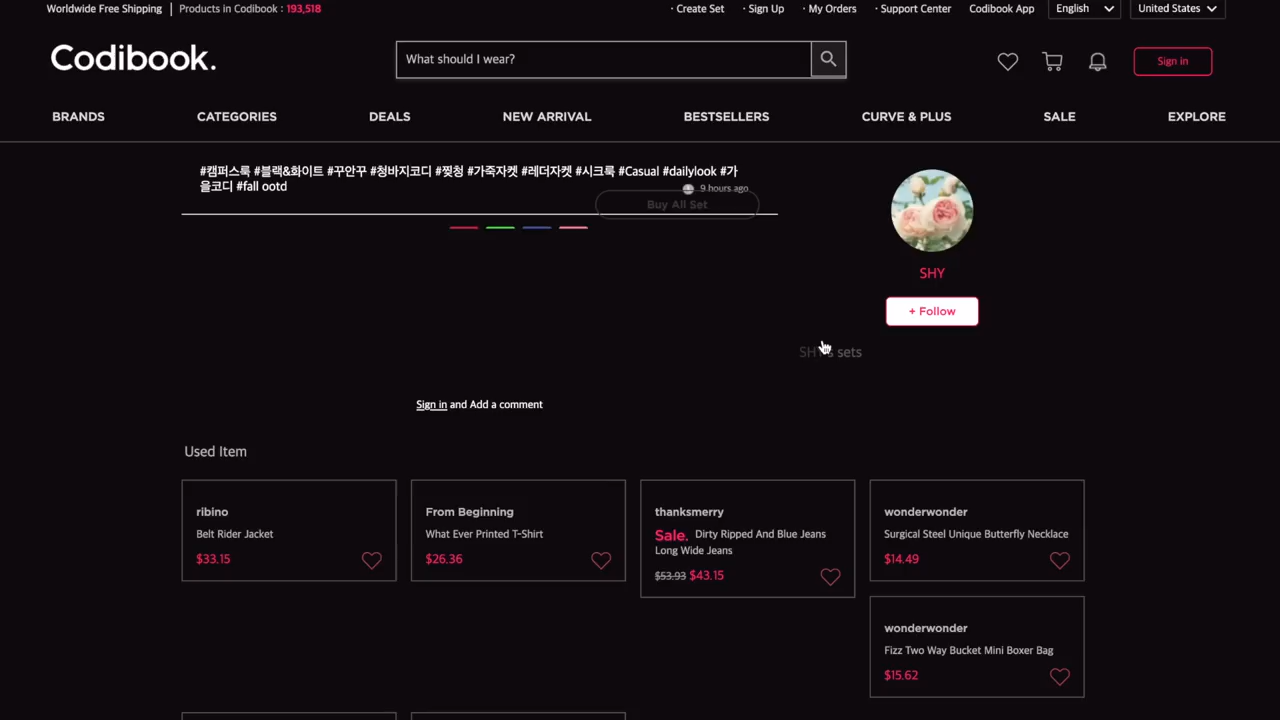 Worldwide Free Shipping | Products in Codibook : 193,518
· Create Set · Sign Up · My Orders · Support Center Codibook App English United States
Codibook.
What should I wear?
Sign in
BRANDS CATEGORIES DEALS NEW ARRIVAL BESTSELLERS CURVE & PLUS SALE EXPLORE
#캠퍼스룩 #블랙&화이트 #꾸안꾸 #청바지코디 #찢청 #가죽자켓 #레더자켓 #시크룩 #Casual #dailylook #가
을코디 #fall ootd
9 hours ago
Buy All Set
SHY
+ Follow
SHY's sets
Sign in and Add a comment
Used Item
ribino
Belt Rider Jacket
$33.15
From Beginning
What Ever Printed T-Shirt
$26.36
thanksmerry
Sale. Dirty Ripped And Blue Jeans
Long Wide Jeans
$53.93 $43.15
wonderwonder
Surgical Steel Unique Butterfly Necklace
$14.49
wonderwonder
Fizz Two Way Bucket Mini Boxer Bag
$15.62